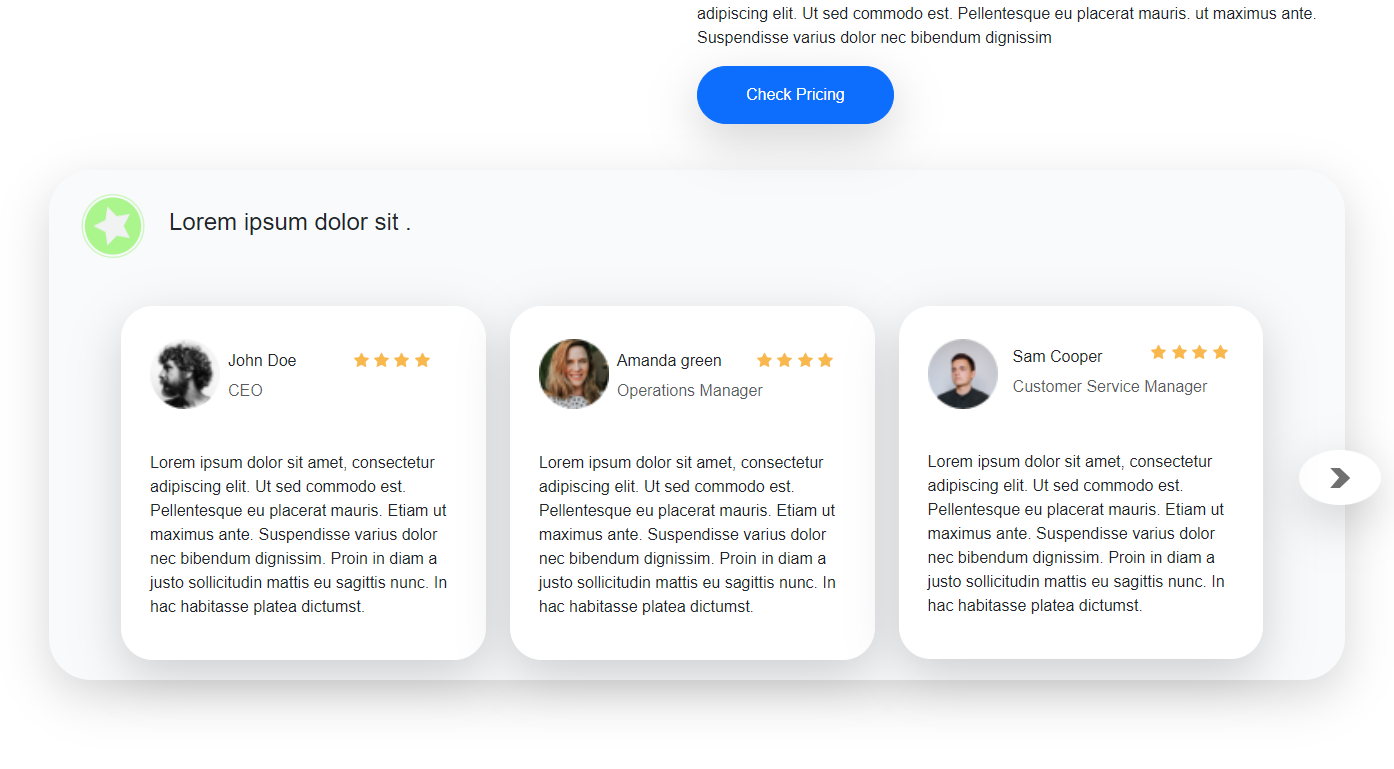 adipiscing elit. Ut sed commodo est. Pellentesque eu placerat mauris. ut maximus ante.
Suspendisse varius dolor nec bibendum dignissim
Check Pricing
Lorem ipsum dolor sit .
John Doe
CEO
Lorem ipsum dolor sit amet, consectetur
adipiscing elit. Ut sed commodo est.
Pellentesque eu placerat mauris. Etiam ut
maximus ante. Suspendisse varius dolor
nec bibendum dignissim. Proin in diam a
justo sollicitudin mattis eu sagittis nunc. In
hac habitasse platea dictumst.
Amanda green
Operations Manager
Lorem ipsum dolor sit amet, consectetur
adipiscing elit. Ut sed commodo est.
Pellentesque eu placerat mauris. Etiam ut
maximus ante. Suspendisse varius dolor
nec bibendum dignissim. Proin in diam a
justo sollicitudin mattis eu sagittis nunc. In
hac habitasse platea dictumst.
Sam Cooper
Customer Service Manager
Lorem ipsum dolor sit amet, consectetur
adipiscing elit. Ut sed commodo est.
Pellentesque eu placerat mauris. Etiam ut
maximus ante. Suspendisse varius dolor
nec bibendum dignissim. Proin in diam a
justo sollicitudin mattis eu sagittis nunc. In
hac habitasse platea dictumst.